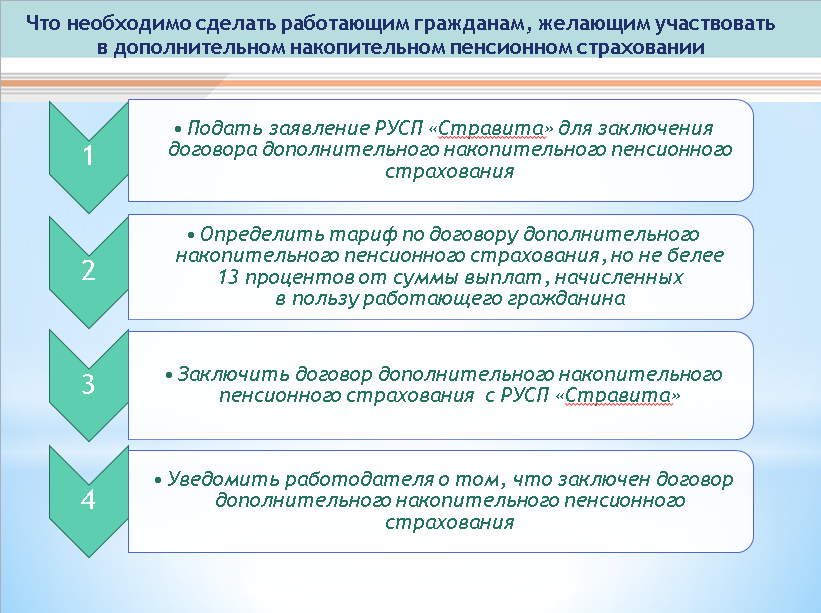 Что необходимо сделать работающим гражданам, желающим участвовать
в дополнительном накопительном пенсионном страховании
1
• Подать заявление РУСП «Стравита» для заключения
договора дополнительного накопительного пенсионного
страхования
2
• Определить тариф по договору дополнительного
накопительного пенсионного страхования, но не более
13 процентов от суммы выплат, начисленных
в пользу работающего гражданина
3
• Заключить договор дополнительного накопительного
пенсионного страхования с РУСП «Стравита»
4
• Уведомить работодателя о том, что заключен договор
дополнительного накопительного пенсионного
страхования